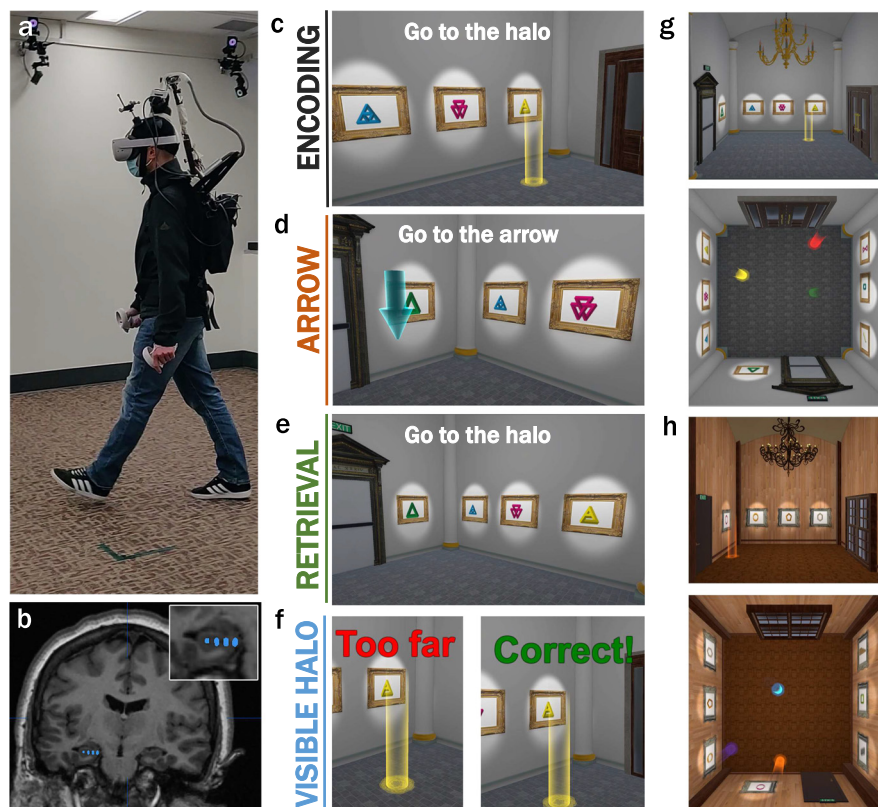 a
b
c
ENCODING
Go to the halo
d
ARROW
Go to the arrow
e
RETRIEVAL
EXIT
Go to the halo
f
VISIBLE HALO
Too far
Correct!
g
h